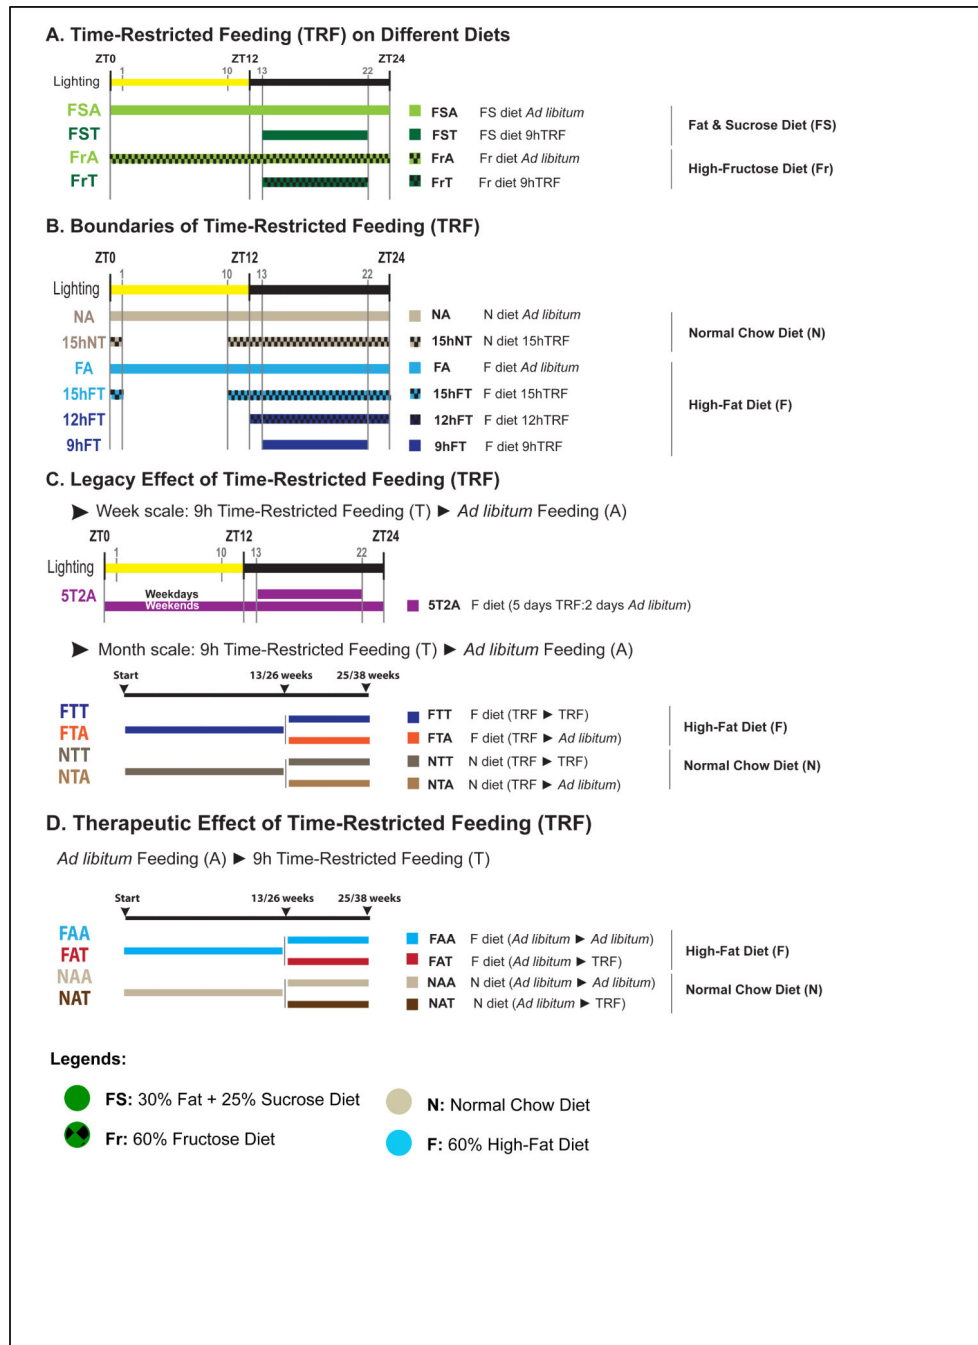 A. Time-Restricted Feeding (TRF) on Different Diets
ZT0 ZT12 ZT24
1 10 13 22
Lighting
FSA FSA FS diet Ad libitum
FST FST FS diet 9hTRF
Fat & Sucrose Diet (FS)
FrA FrA Fr diet Ad libitum
FrT FrT Fr diet 9hTRF
High-Fructose Diet (Fr)
B. Boundaries of Time-Restricted Feeding (TRF)
ZT0 ZT12 ZT24
1 10 13 22
Lighting
NA NA N diet Ad libitum
15hNT 15hNT N diet 15hTRF
Normal Chow Diet (N)
FA FA F diet Ad libitum
15hFT 15hFT F diet 15hTRF
High-Fat Diet (F)
12hFT 12hFT F diet 12hTRF
9hFT 9hFT F diet 9hTRF
C. Legacy Effect of Time-Restricted Feeding (TRF)
➤ Week scale: 9h Time-Restricted Feeding (T) ► Ad libitum Feeding (A)
ZT0 ZT12 ZT24
1 10 13 22
Lighting
5T2A Weekdays
Weekends
5T2A F diet (5 days TRF:2 days Ad libitum)
➤ Month scale: 9h Time-Restricted Feeding (T) ► Ad libitum Feeding (A)
Start 13/26 weeks 25/38 weeks
FTT FTT F diet (TRF ► TRF)
FTA FTA F diet (TRF ► Ad libitum)
High-Fat Diet (F)
NTT NTT N diet (TRF ► TRF)
NTA NTA N diet (TRF ► Ad libitum)
Normal Chow Diet (N)
D. Therapeutic Effect of Time-Restricted Feeding (TRF)
Ad libitum Feeding (A) ► 9h Time-Restricted Feeding (T)
Start 13/26 weeks 25/38 weeks
FAA FAA F diet (Ad libitum ► Ad libitum)
FAT FAT F diet (Ad libitum ► TRF)
High-Fat Diet (F)
NAA NAA N diet (Ad libitum ► Ad libitum)
NAT NAT N diet (Ad libitum ► TRF)
Normal Chow Diet (N)
Legends:
FS: 30% Fat + 25% Sucrose Diet
N: Normal Chow Diet
Fr: 60% Fructose Diet
F: 60% High-Fat Diet